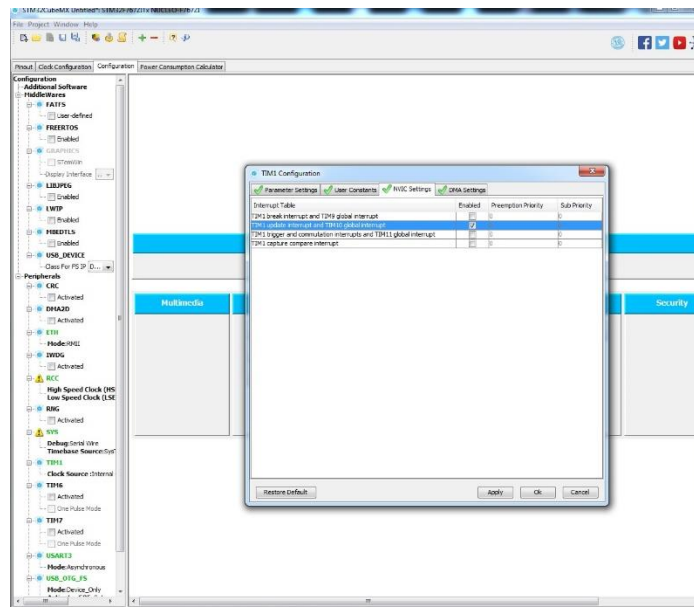 File Project Window Help
Pinout Clock Configuration Configuration Power Consumption Calculator
Configuration
Additional Software
MiddleWares
FATFS
User-defined
FREERTOS
Enabled
GRAPHICS
STemWin
Display Interface
LIBJPEG
Enabled
LWIP
Enabled
MBEDTLS
Enabled
USB_DEVICE
Class For FS IP D...
Peripherals
CRC
Activated
DMA2D
Activated
ETH
Mode:RMII
IWDG
Activated
RCC
High Speed Clock (HS
Low Speed Clock (LSE
RNG
Activated
SYS
Debug:Serial Wire
Timebase Source:Sys
TIM1
Clock Source :Internal
TIM6
Activated
One Pulse Mode
TIM7
Activated
One Pulse Mode
USART3
Mode:Asynchronous
USB_OTG_FS
Mode:Device_Only
Multimedia
Security
TIM1 Configuration
Parameter Settings User Constants NVIC Settings DMA Settings
Interrupt Table Enabled Preemption Priority Sub Priority
TIM1 break interrupt and TIM9 global interrupt 0 0
TIM1 update interrupt and TIM10 global interrupt 0 0
TIM1 trigger and commutation interrupts and TIM11 global interrupt 0 0
TIM1 capture compare interrupt 0 0
Restore Default Apply Ok Cancel